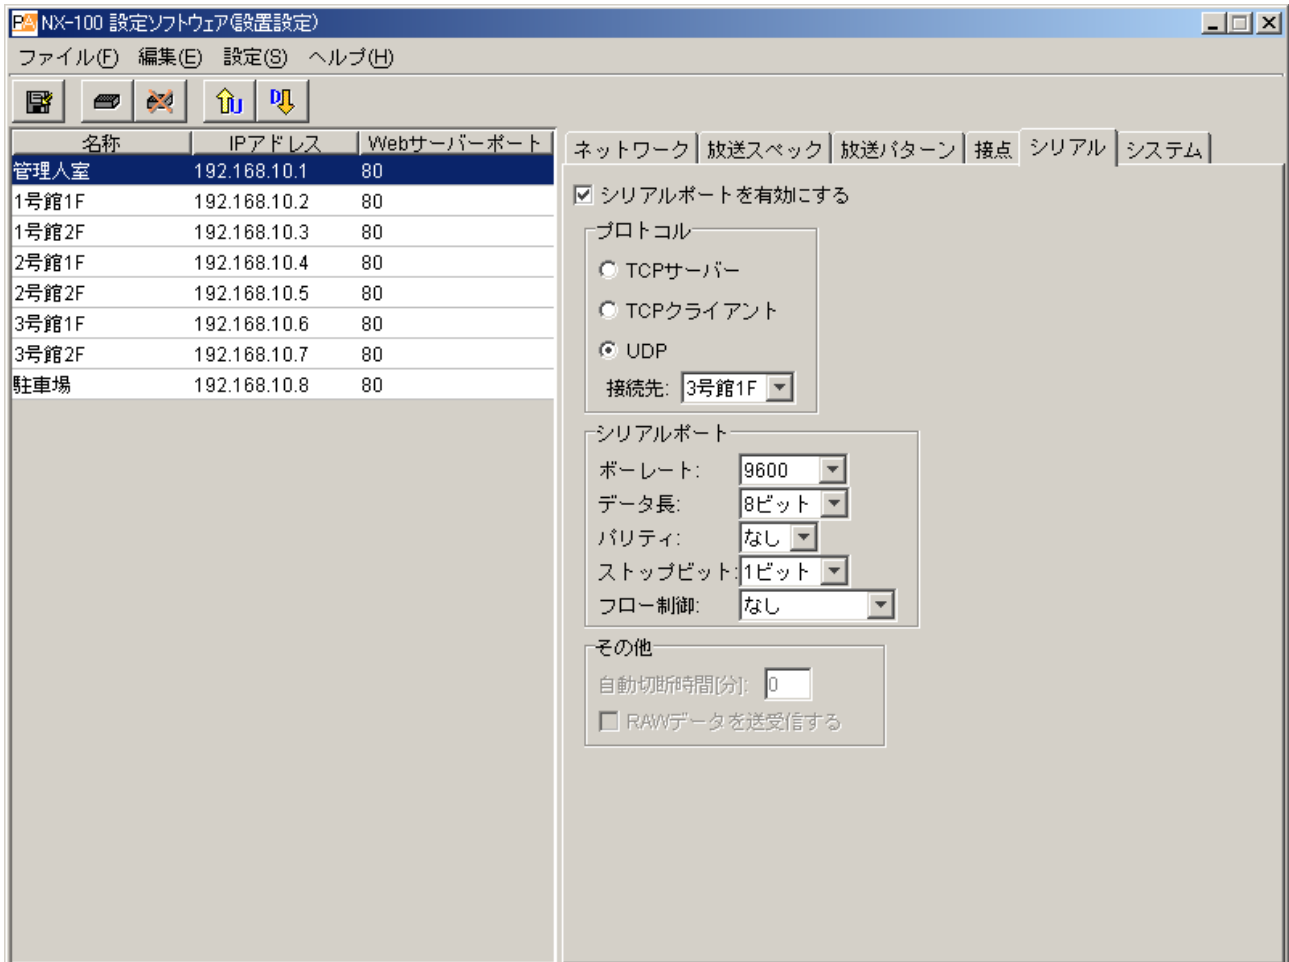 PA NX-100 設定ソフトウェア(設置設定)
ファイル(F) 編集(E) 設定(S) ヘルプ(H)
U D
名称 IPアドレス Webサーバーポート
管理人室 192.168.10.1 80
1号館1F 192.168.10.2 80
1号館2F 192.168.10.3 80
2号館1F 192.168.10.4 80
2号館2F 192.168.10.5 80
3号館1F 192.168.10.6 80
3号館2F 192.168.10.7 80
駐車場 192.168.10.8 80
ネットワーク 放送スペック 放送パターン 接点 シリアル システム
シリアルポートを有効にする
プロトコル
TCPサーバー
TCPクライアント
UDP
接続先: 3号館1F
シリアルポート
ボーレート: 9600
データ長: 8ビット
パリティ: なし
ストップビット: 1ビット
フロー制御: なし
その他
自動切断時間[分]: 0
RAWデータを送受信する